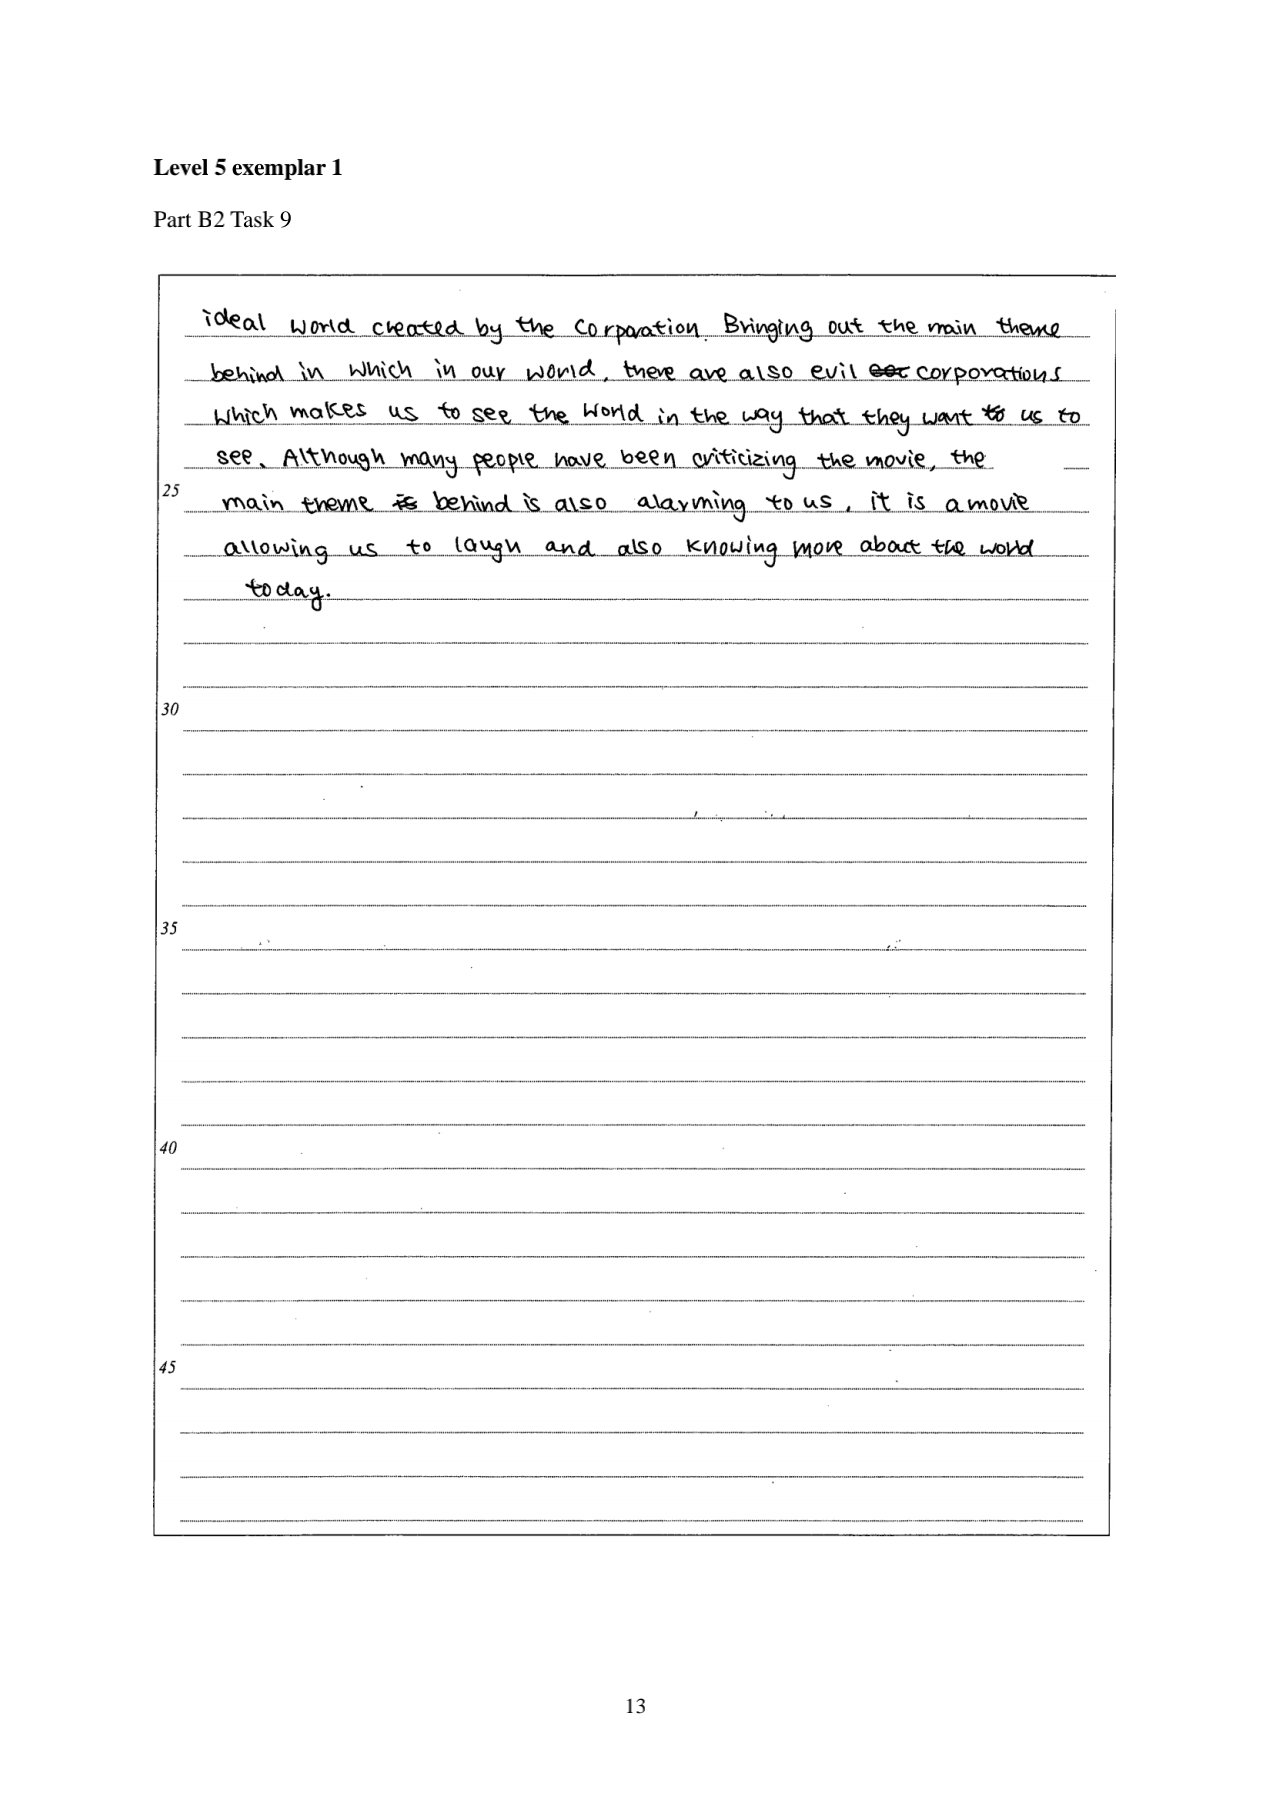 Level 5 exemplar 1
Part B2 Task 9
ideal world created by the corporation. Bringing out the main theme
behind in which in our world, there are also evil corporations
which makes us to see the world in the way that they want us to
see. Although many people have been criticizing the movie, the
25
main theme behind is also alarming to us, it is a movie
allowing us to laugh and also knowing more about the world
today.
30
35
40
45
13